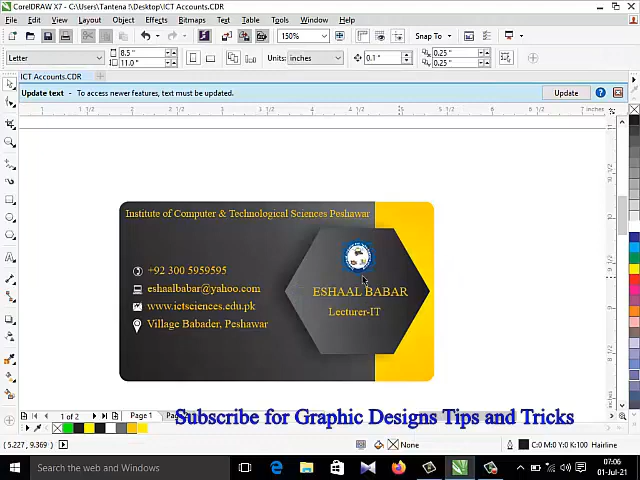 CorelDRAW X7 - C:\Users\Tantena !\Desktop\ICT Accounts.CDR
File Edit View Layout Object Effects Bitmaps Text Table Tools Window Help
150% Snap To
Letter 8.5 " 11.0 " Units: inches 0.1 " 0.25 " 0.25 "
ICT Accounts.CDR
Update text - To access newer features, text must be updated. Update
inches
Institute of Computer & Technological Sciences Peshawar
+92 300 5959595
eshaalbabar@yahoo.com
www.ictsciences.edu.pk
Village Babader, Peshawar
ESHAAL BABAR
Lecturer-IT
1 of 2 Page 1
Subscribe for Graphic Designs Tips and Tricks
(5.227, 9.369) None C:0 M:0 Y:0 K:100 Hairline
Search the web and Windows
07:06
01-Jul-21